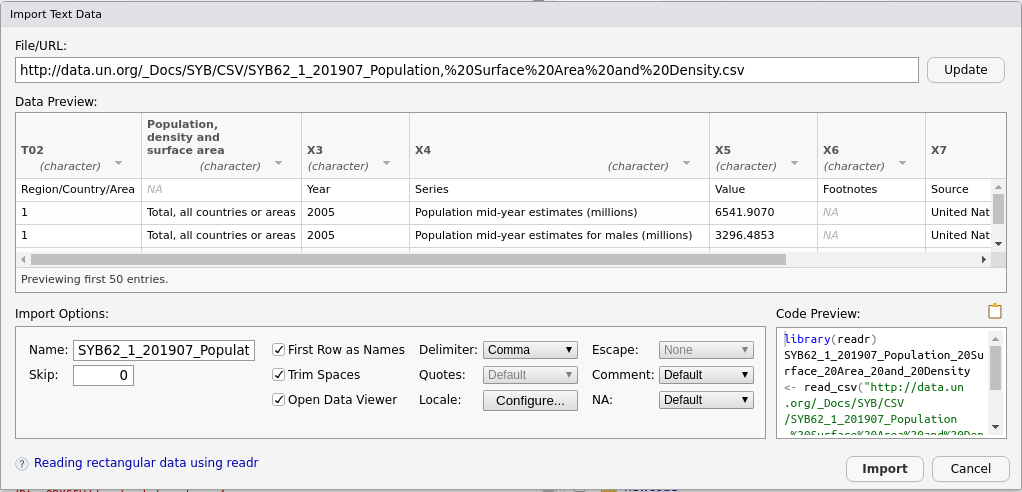 Import Text Data
File/URL:
http://data.un.org/_Docs/SYB/CSV/SYB62_1_201907_Population,%20Surface%20Area%20and%20Density.csv
Update
Data Preview:
T02 (character)
Population, density and surface area (character)
X3 (character)
X4 (character)
X5 (character)
X6 (character)
X7
Region/Country/Area NA Year Series Value Footnotes Source
1 Total, all countries or areas 2005 Population mid-year estimates (millions) 6541.9070 NA United Nat
1 Total, all countries or areas 2005 Population mid-year estimates for males (millions) 3296.4853 NA United Nat
Previewing first 50 entries.
Import Options:
Name: SYB62_1_201907_Populat
Skip: 0
First Row as Names
Trim Spaces
Open Data Viewer
Delimiter: Comma
Quotes: Default
Locale: Configure...
Escape: None
Comment: Default
NA: Default
Code Preview:
library(readr)
SYB62_1_201907_Population_20Su
rface_20Area_20and_20Density
<- read_csv("http://data.un
.org/_Docs/SYB/CSV
/SYB62_1_201907_Population
,%20Surface%20Area%20and%20Den
? Reading rectangular data using readr
Import
Cancel